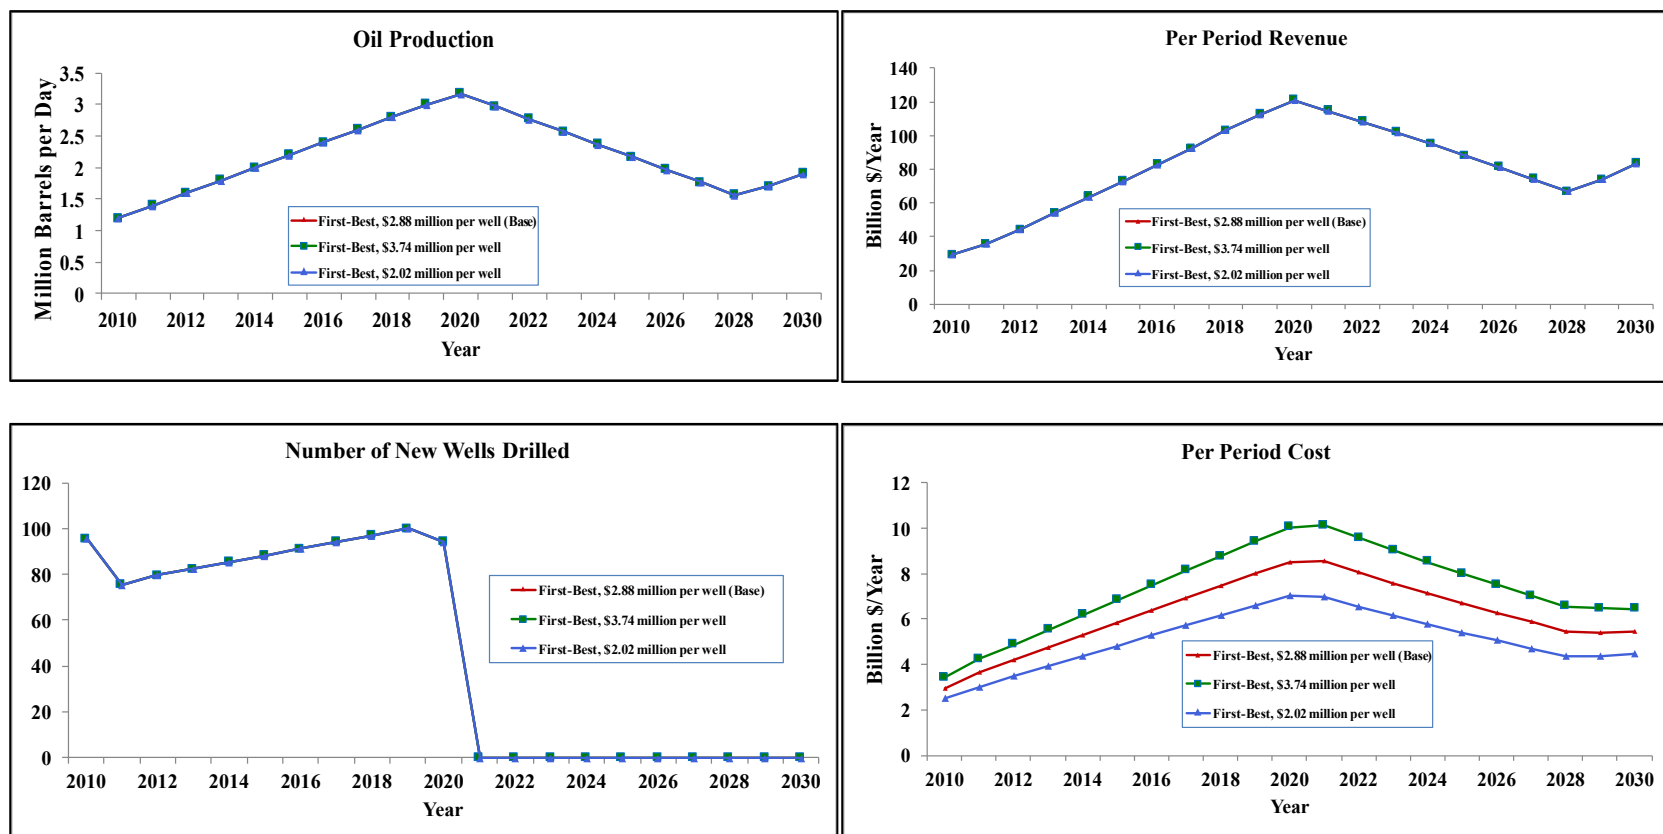 Oil Production
Million Barrels per Day
3.5
3
2.5
2
1.5
1
0.5
0
First-Best, $2.88 million per well (Base)
First-Best, $3.74 million per well
First-Best, $2.02 million per well
2010 2012 2014 2016 2018 2020 2022 2024 2026 2028 2030
Year
Per Period Revenue
Billion $/Year
140
120
100
80
60
40
20
0
First-Best, $2.88 million per well (Base)
First-Best, $3.74 million per well
First-Best, $2.02 million per well
2010 2012 2014 2016 2018 2020 2022 2024 2026 2028 2030
Year
Number of New Wells Drilled
120
100
80
60
40
20
0
First-Best, $2.88 million per well (Base)
First-Best, $3.74 million per well
First-Best, $2.02 million per well
2010 2012 2014 2016 2018 2020 2022 2024 2026 2028 2030
Year
Per Period Cost
Billion $/Year
12
10
8
6
4
2
0
First-Best, $2.88 million per well (Base)
First-Best, $3.74 million per well
First-Best, $2.02 million per well
2010 2012 2014 2016 2018 2020 2022 2024 2026 2028 2030
Year